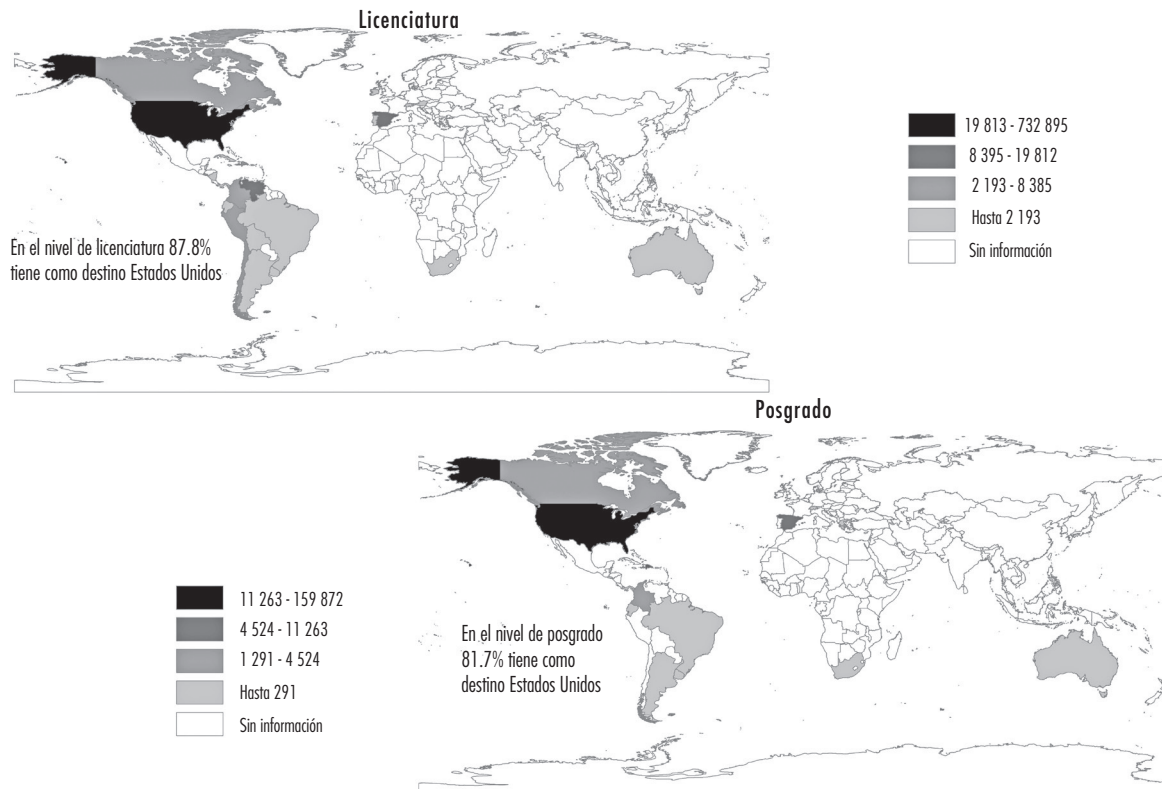 Licenciatura
19 813 - 732 895
8 395 - 19 812
2 193 - 8 385
Hasta 2 193
Sin información
En el nivel de licenciatura 87.8%
tiene como destino Estados Unidos
Posgrado
11 263 - 159 872
4 524 - 11 263
1 291 - 4 524
Hasta 291
Sin información
En el nivel de posgrado
81.7% tiene como
destino Estados Unidos